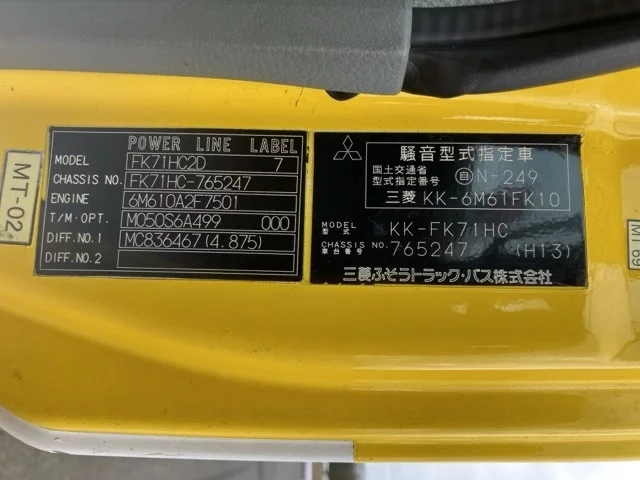 MT-02
POWER LINE LABEL
MODEL FK71HC2D 7
CHASSIS NO. FK71HC-765247
ENGINE 6M610A2F7501
T/M·OPT. M050S6A499 000
DIFF.NO.1 MC836467(4.875)
DIFF.NO.2
騒音型式指定車
国土交通省
型式指定番号 自N-249
三菱 KK-6M61FK10
MODEL
型式 KK-FK71HC
CHASSIS NO.
車台番号 765247 (H13)
三菱ふそうトラック・バス株式会社